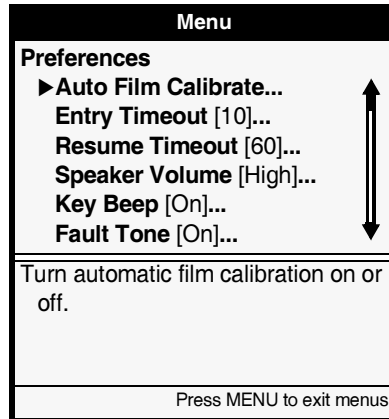 Menu
Preferences
▶Auto Film Calibrate...
Entry Timeout [10]...
Resume Timeout [60]...
Speaker Volume [High]...
Key Beep [On]...
Fault Tone [On]...
Turn automatic film calibration on or
off.
Press MENU to exit menus